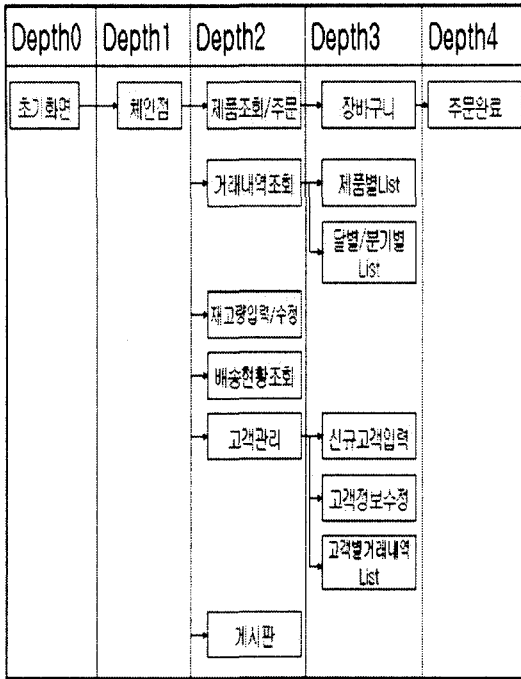 Depth0 Depth1 Depth2 Depth3 Depth4
초기화면 체인점 제품조회/주문 장바구니 주문완료
거래내역조회 제품별List
달별/분기별
List
재고량입력/수정
배송현황조회
고객관리 신규고객입력
고객정보수정
고객별거래내역
List
게시판